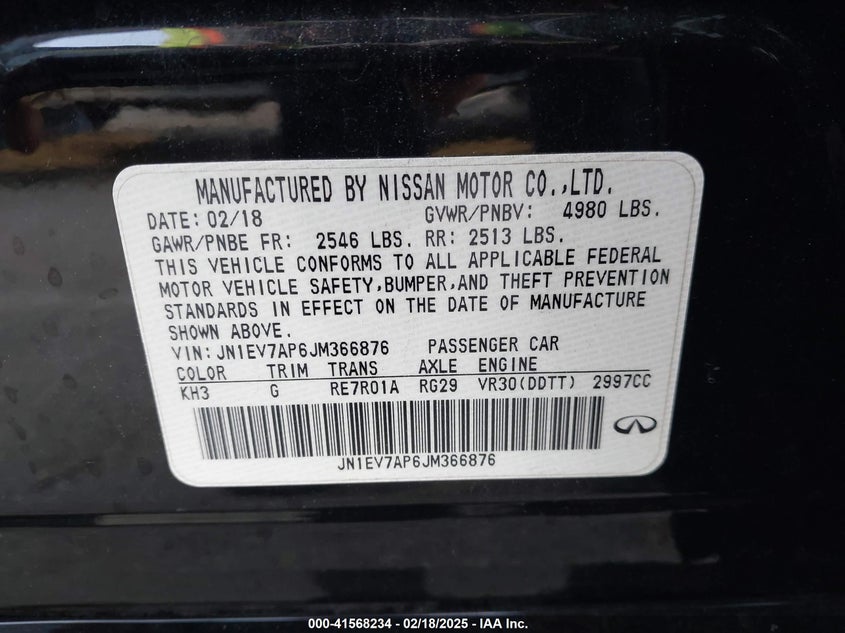 MANUFACTURED BY NISSAN MOTOR CO.,LTD.
DATE: 02/18 GVWR/PNBV: 4980 LBS.
GAWR/PNBE FR: 2546 LBS. RR: 2513 LBS.
THIS VEHICLE CONFORMS TO ALL APPLICABLE FEDERAL
MOTOR VEHICLE SAFETY,BUMPER,AND THEFT PREVENTION
STANDARDS IN EFFECT ON THE DATE OF MANUFACTURE
SHOWN ABOVE.
VIN:JN1EV7AP6JM366876 PASSENGER CAR
COLOR TRIM TRANS AXLE ENGINE
KH3 G RE7R01A RG29 VR30(DDTT) 2997CC
JN1EV7AP6JM366876
000-41568234 - 02/18/2025 - IAA Inc.